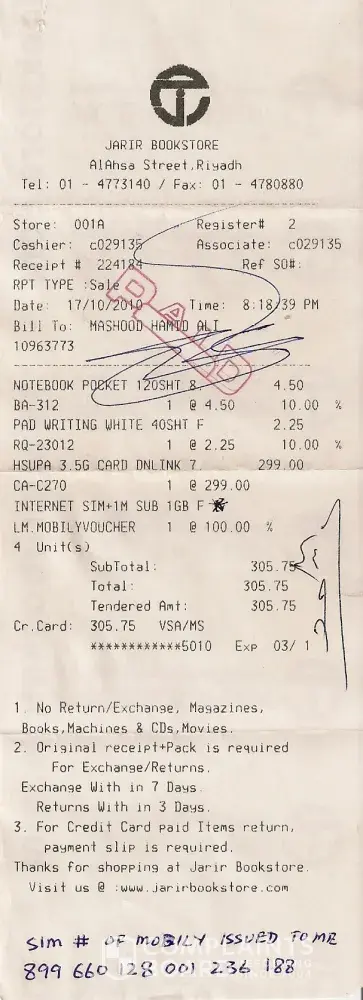 JARIR BOOKSTORE
AlAhsa Street,Riyadh
Tel: 01 - 4773140 / Fax: 01 - 4780880
Store: 001A Register# 2
Cashier: c029135 Associate: c029135
Receipt # 224184 Ref SO#:
RPT TYPE :Sale
PAID
Date: 17/10/2010 Time: 8:18:39 PM
Bill To: MASHOOD HAMID ALI
10963773
NOTEBOOK POCKET 120SHT 8- 4.50
BA-312 1 @ 4.50 10.00 %
PAD WRITING WHITE 40SHT F 2.25
RQ-23012 1 @ 2.25 10.00 %
HSUPA 3.5G CARD DNLINK 7. 299.00
CA-C270 1 @ 299.00
INTERNET SIM+1M SUB 1GB F
LM.MOBILYVOUCHER 1 @ 100.00 %
4 Unit(s)
SubTotal: 305.75
Total: 305.75
Tendered Amt: 305.75
Cr.Card: 305.75 VSA/MS
************5010 Exp 03/1
1. No Return/Exchange, Magazines,
Books,Machines & CDs,Movies.
2. Original receipt+Pack is required
For Exchange/Returns.
Exchange With in 7 Days.
Returns With in 3 Days.
3. For Credit Card paid Items return,
payment slip is required.
Thanks for shopping at Jarir Bookstore.
Visit us @ :www.jarirbookstore.com
Sim # OF MOBILY ISSUED TO ME
899 660 128 001 236 188
COMPLAINTS
BOARD